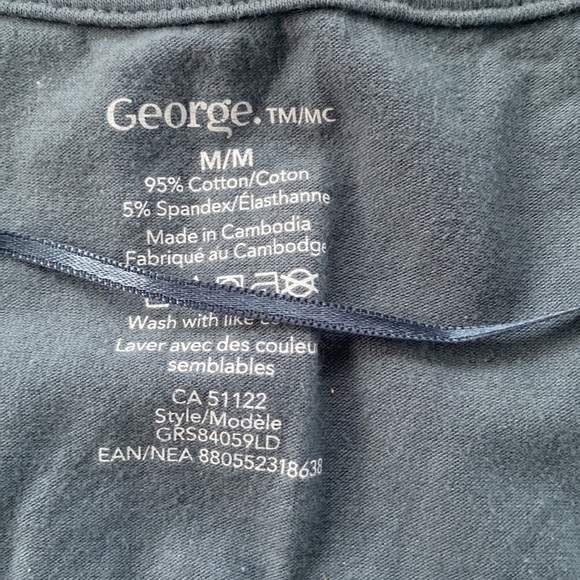 George. TM/MC
M/M
95% Cotton/Coton
5% Spandex/Élasthanne
Made in Cambodia
Fabriqué au Cambodge
Wash with like
Laver avec des couleu
semblables
CA 51122
Style/Modèle
GRS84059LD
EAN/NEA 880552318638